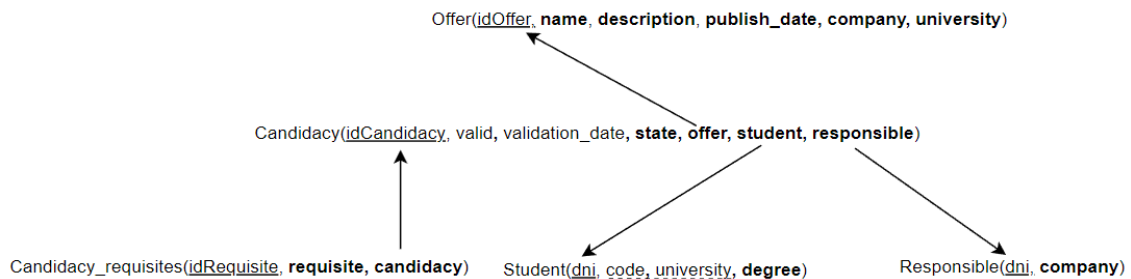 Offer(idOffer, name, description, publish_date, company, university)
Candidacy(idCandidacy, valid, validation_date, state, offer, student, responsible)
Candidacy_requisites(idRequisite, requisite, candidacy)
Student(dni, code, university, degree)
Responsible(dni, company)